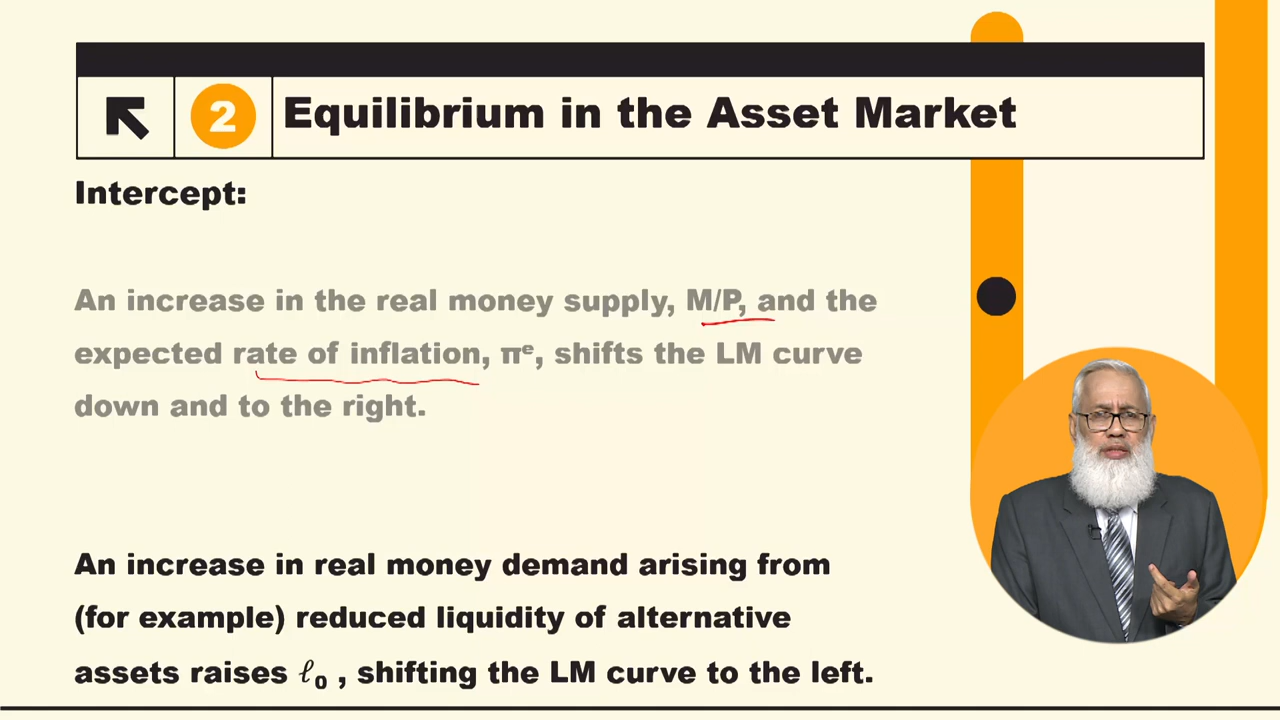 2 Equilibrium in the Asset Market
Intercept:
An increase in the real money supply, M/P, and the
expected rate of inflation, πᵉ, shifts the LM curve
down and to the right.
An increase in real money demand arising from
(for example) reduced liquidity of alternative
assets raises ℓ₀ , shifting the LM curve to the left.